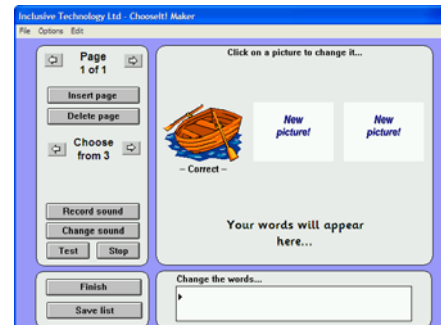 Inclusive Technology Ltd - ChooseIt! Maker
File Options Edit
Page
1 of 1
Insert page
Delete page
Choose
from 3
Record sound
Change sound
Test Stop
Finish
Save list
Click on a picture to change it...
New
picture!
New
picture!
– Correct –
Your words will appear
here...
Change the words...